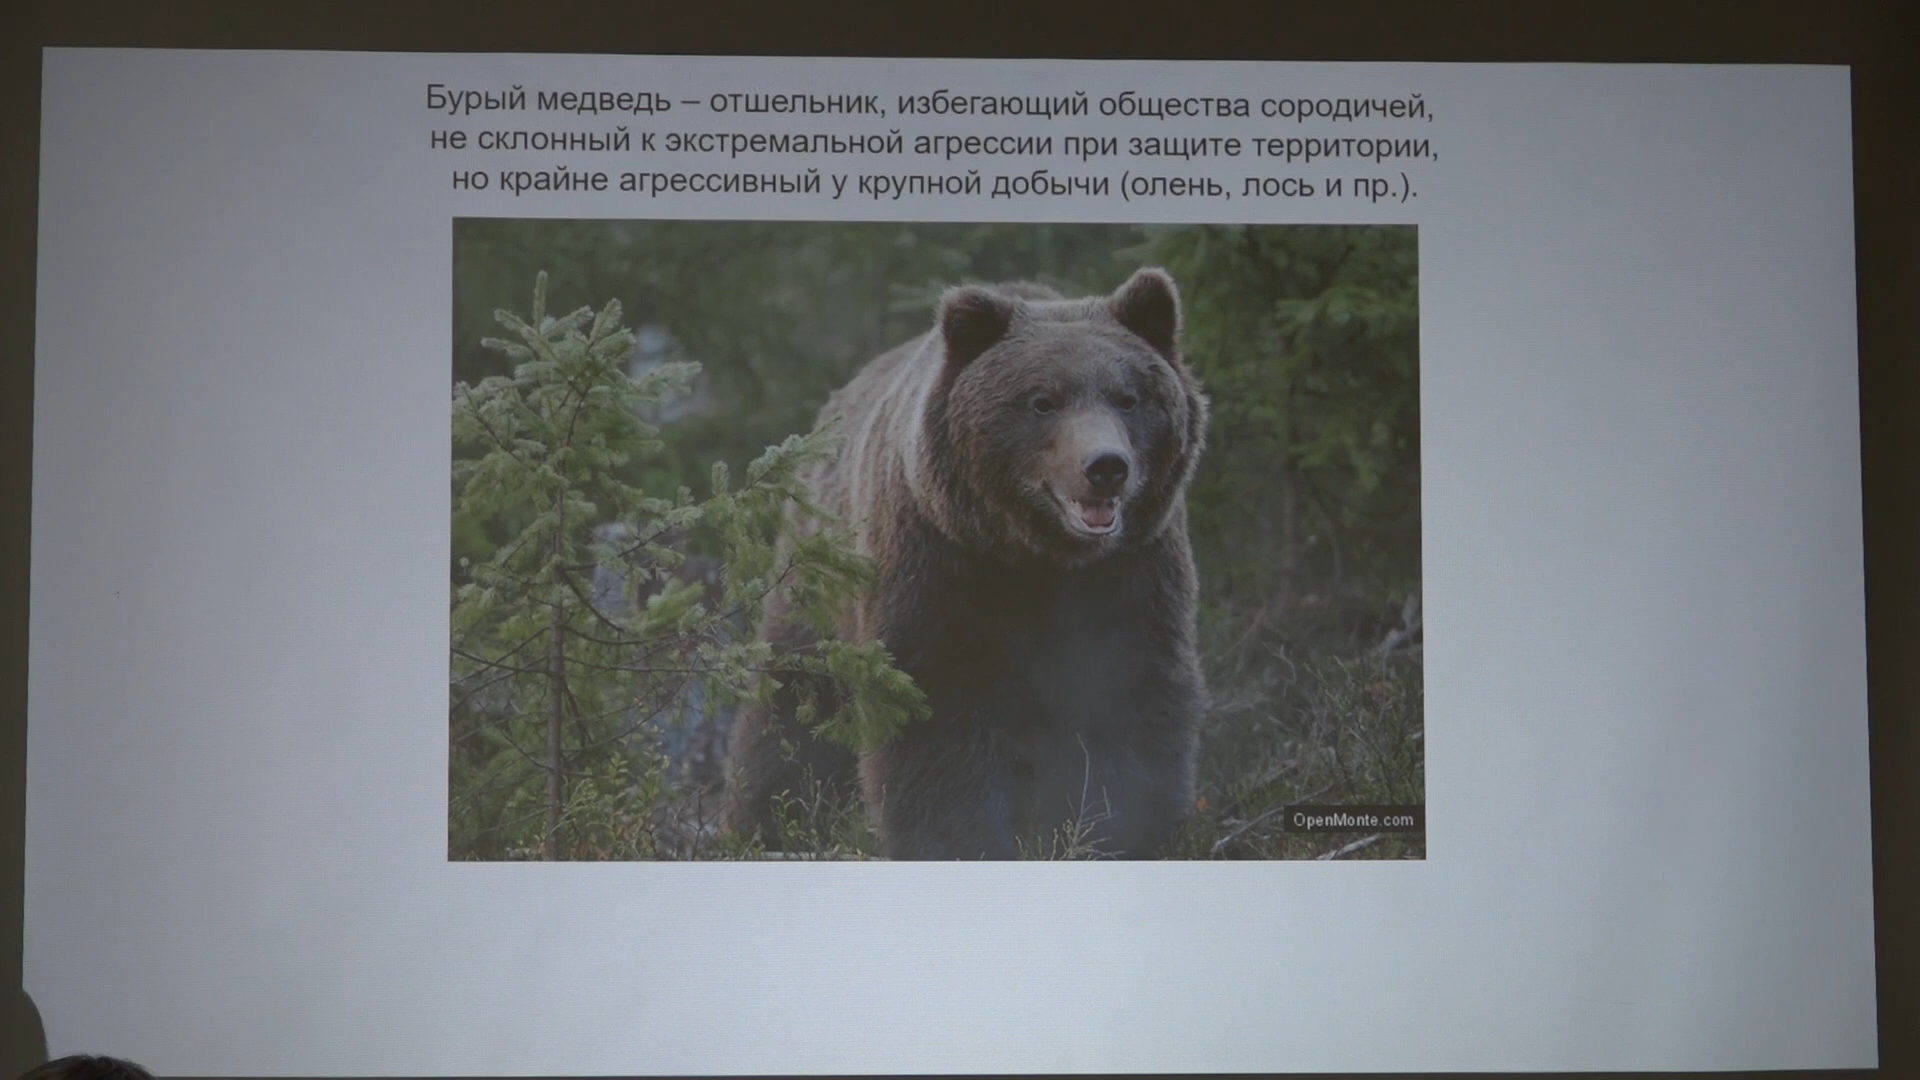 Бурый медведь – отшельник, избегающий общества сородичей,
не склонный к экстремальной агрессии при защите территории,
но крайне агрессивный у крупной добычи (олень, лось и пр.).
OpenMonte.com